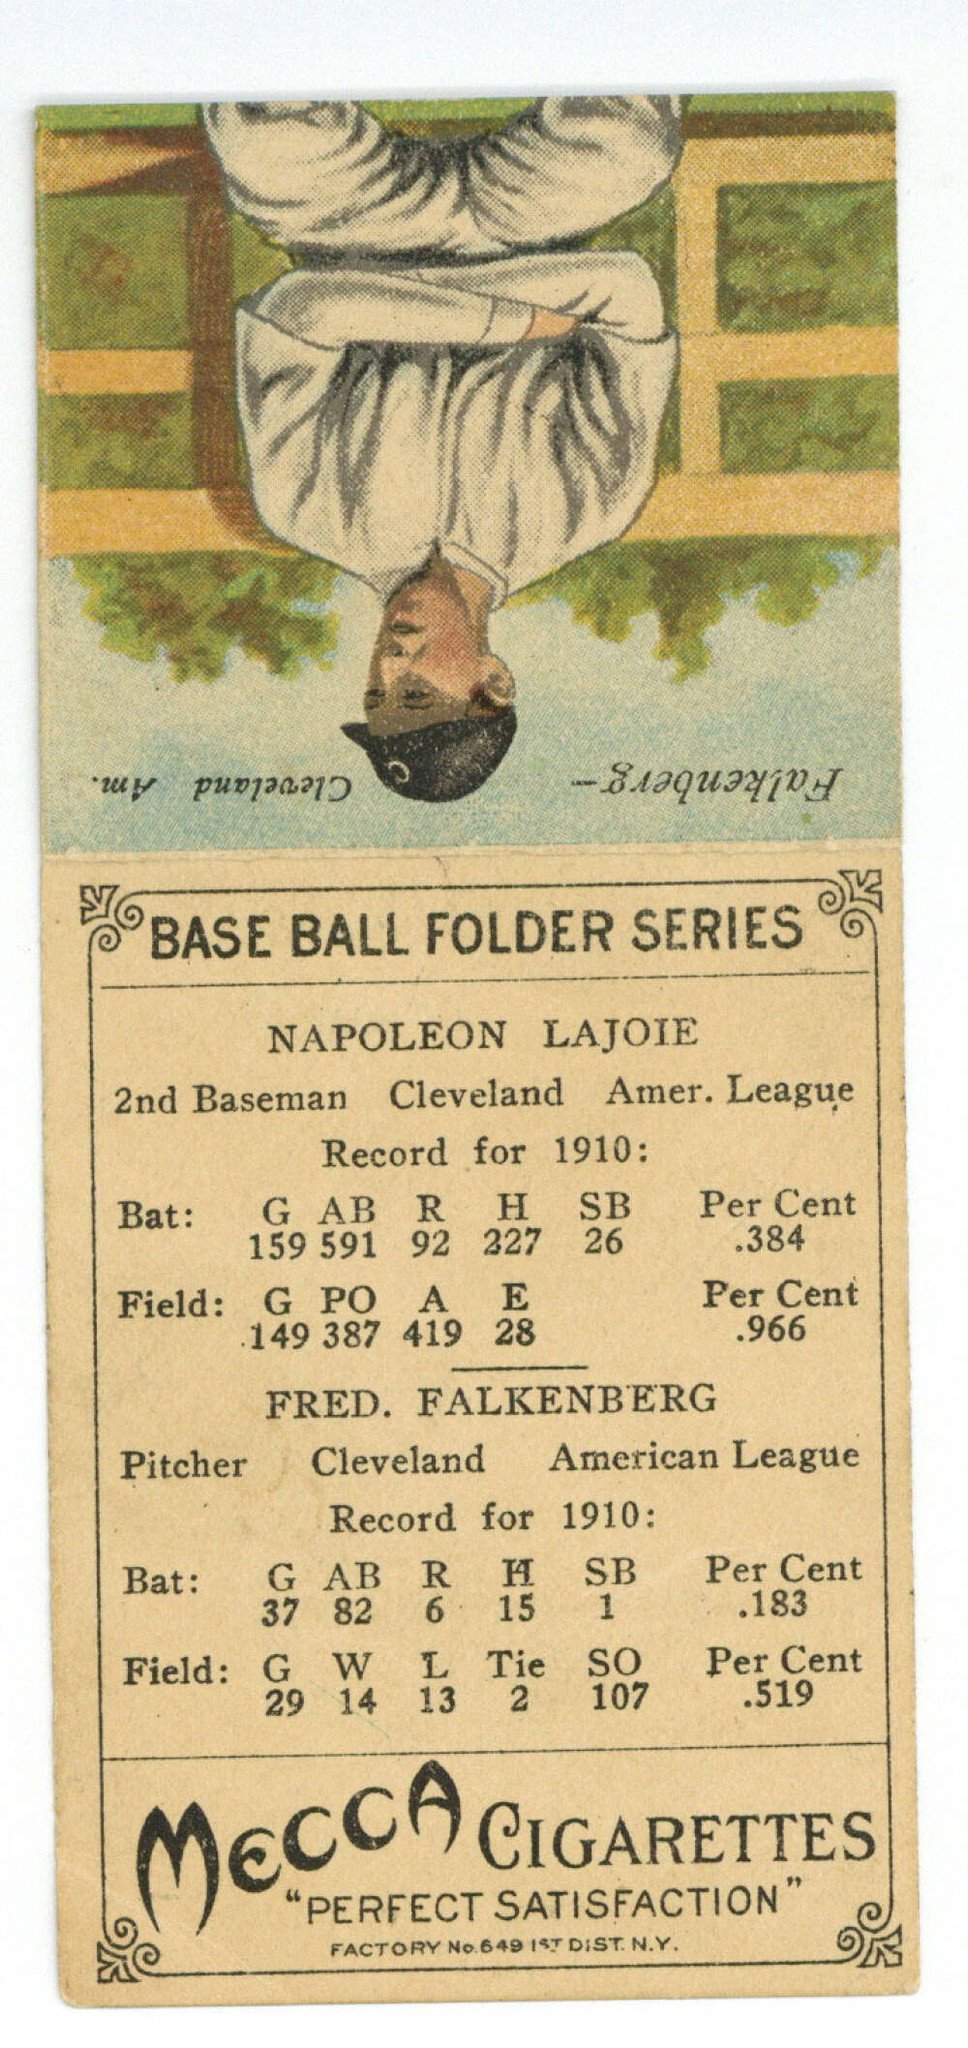 Falkenberg— Cleveland Am.
BASE BALL FOLDER SERIES
NAPOLEON LAJOIE
2nd Baseman Cleveland Amer. League
Record for 1910:
Bat: G AB R H SB Per Cent
159 591 92 227 26 .384
Field: G PO A E Per Cent
149 387 419 28 .966
FRED. FALKENBERG
Pitcher Cleveland American League
Record for 1910:
Bat: G AB R H SB Per Cent
37 82 6 15 1 .183
Field: G W L Tie SO Per Cent
29 14 13 2 107 .519
MECCA CIGARETTES
"PERFECT SATISFACTION"
FACTORY No. 649 1ST DIST. N.Y.